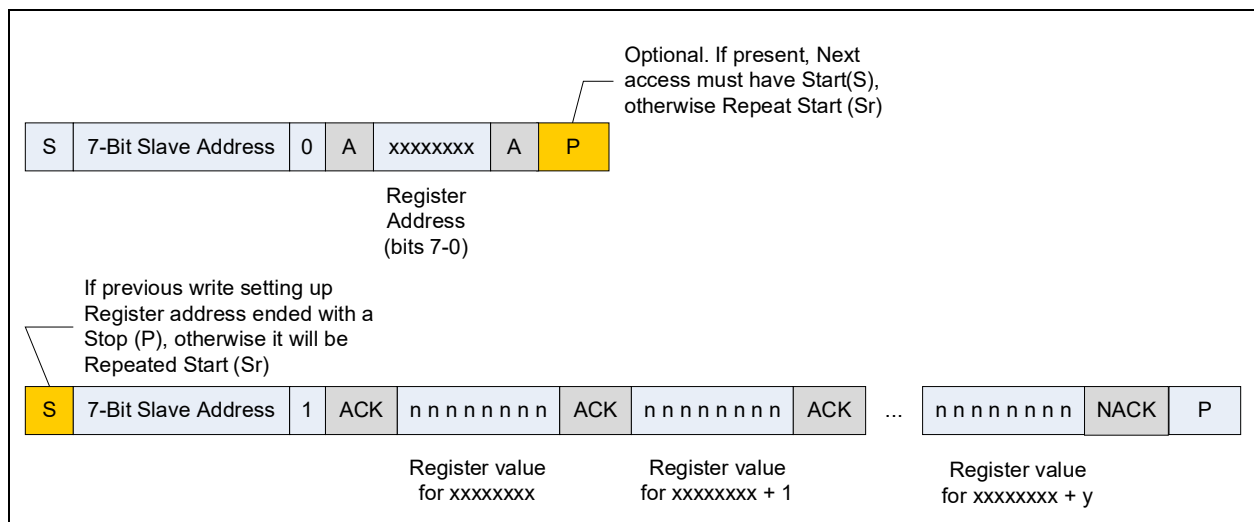 Optional. If present, Next
access must have Start(S),
otherwise Repeat Start (Sr)
S 7-Bit Slave Address 0 A xxxxxxxx A P
Register
Address
(bits 7-0)
If previous write setting up
Register address ended with a
Stop (P), otherwise it will be
Repeated Start (Sr)
S 7-Bit Slave Address 1 ACK n n n n n n n n ACK n n n n n n n n ACK ... n n n n n n n n NACK P
Register value
for xxxxxxxx
Register value
for xxxxxxxx + 1
Register value
for xxxxxxxx + y